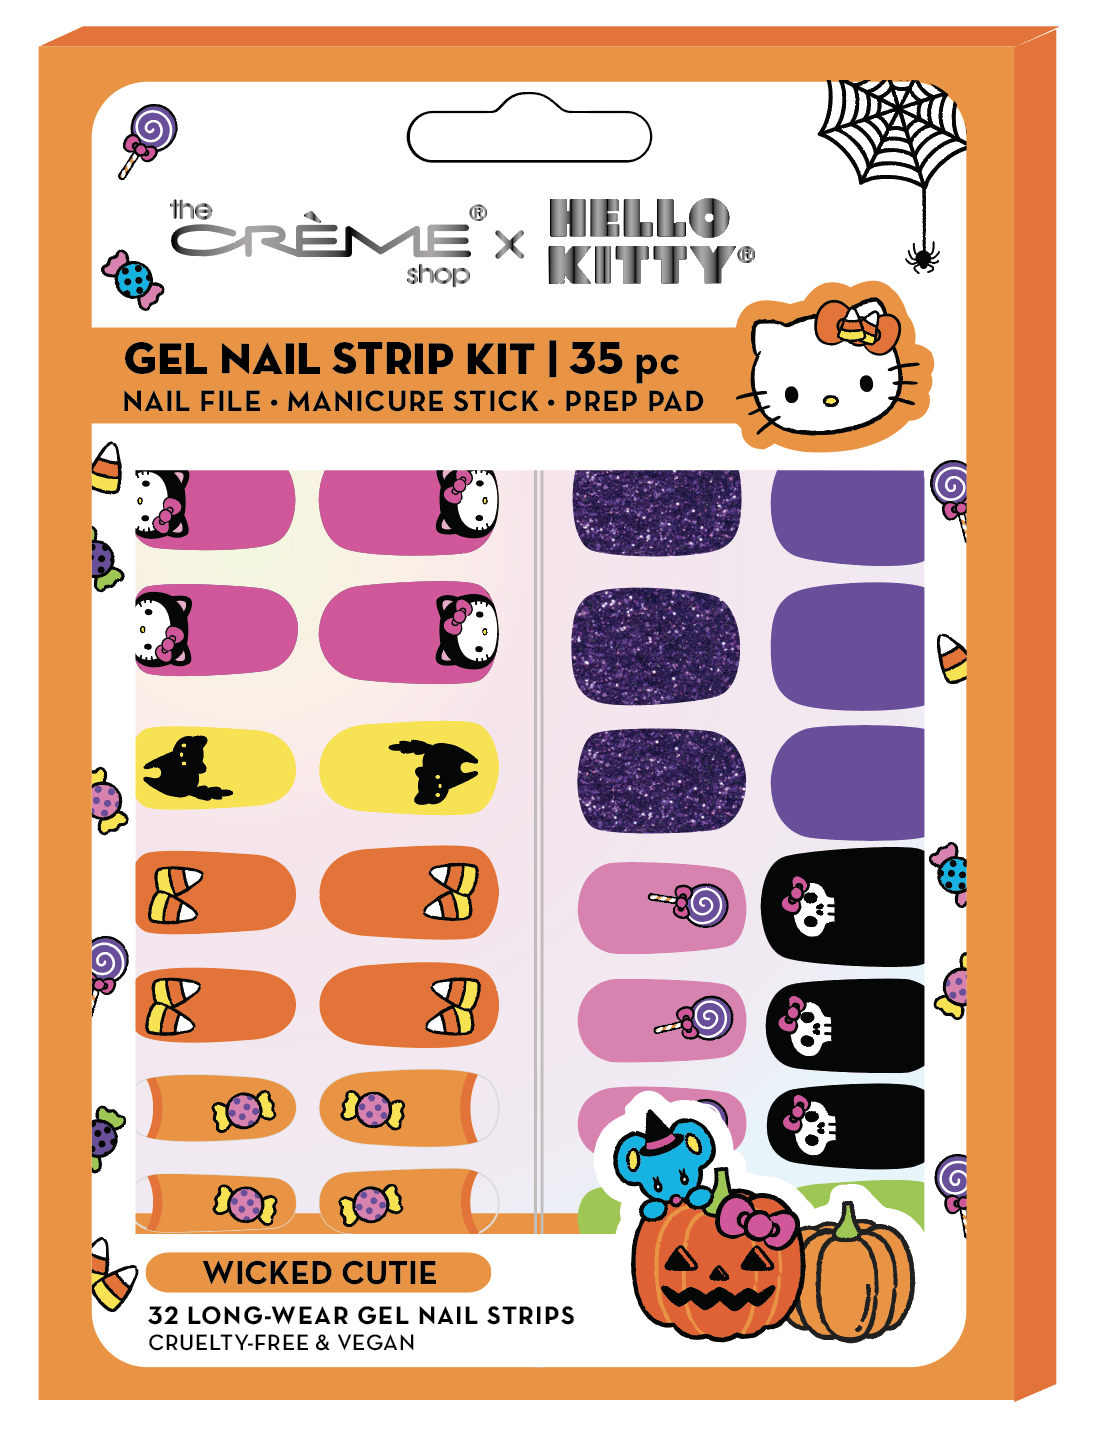 the
CRÈME®
shop
x
HELLO
KITTY®
GEL NAIL STRIP KIT | 35 pc
NAIL FILE • MANICURE STICK • PREP PAD
WICKED CUTIE
32 LONG-WEAR GEL NAIL STRIPS
CRUELTY-FREE & VEGAN